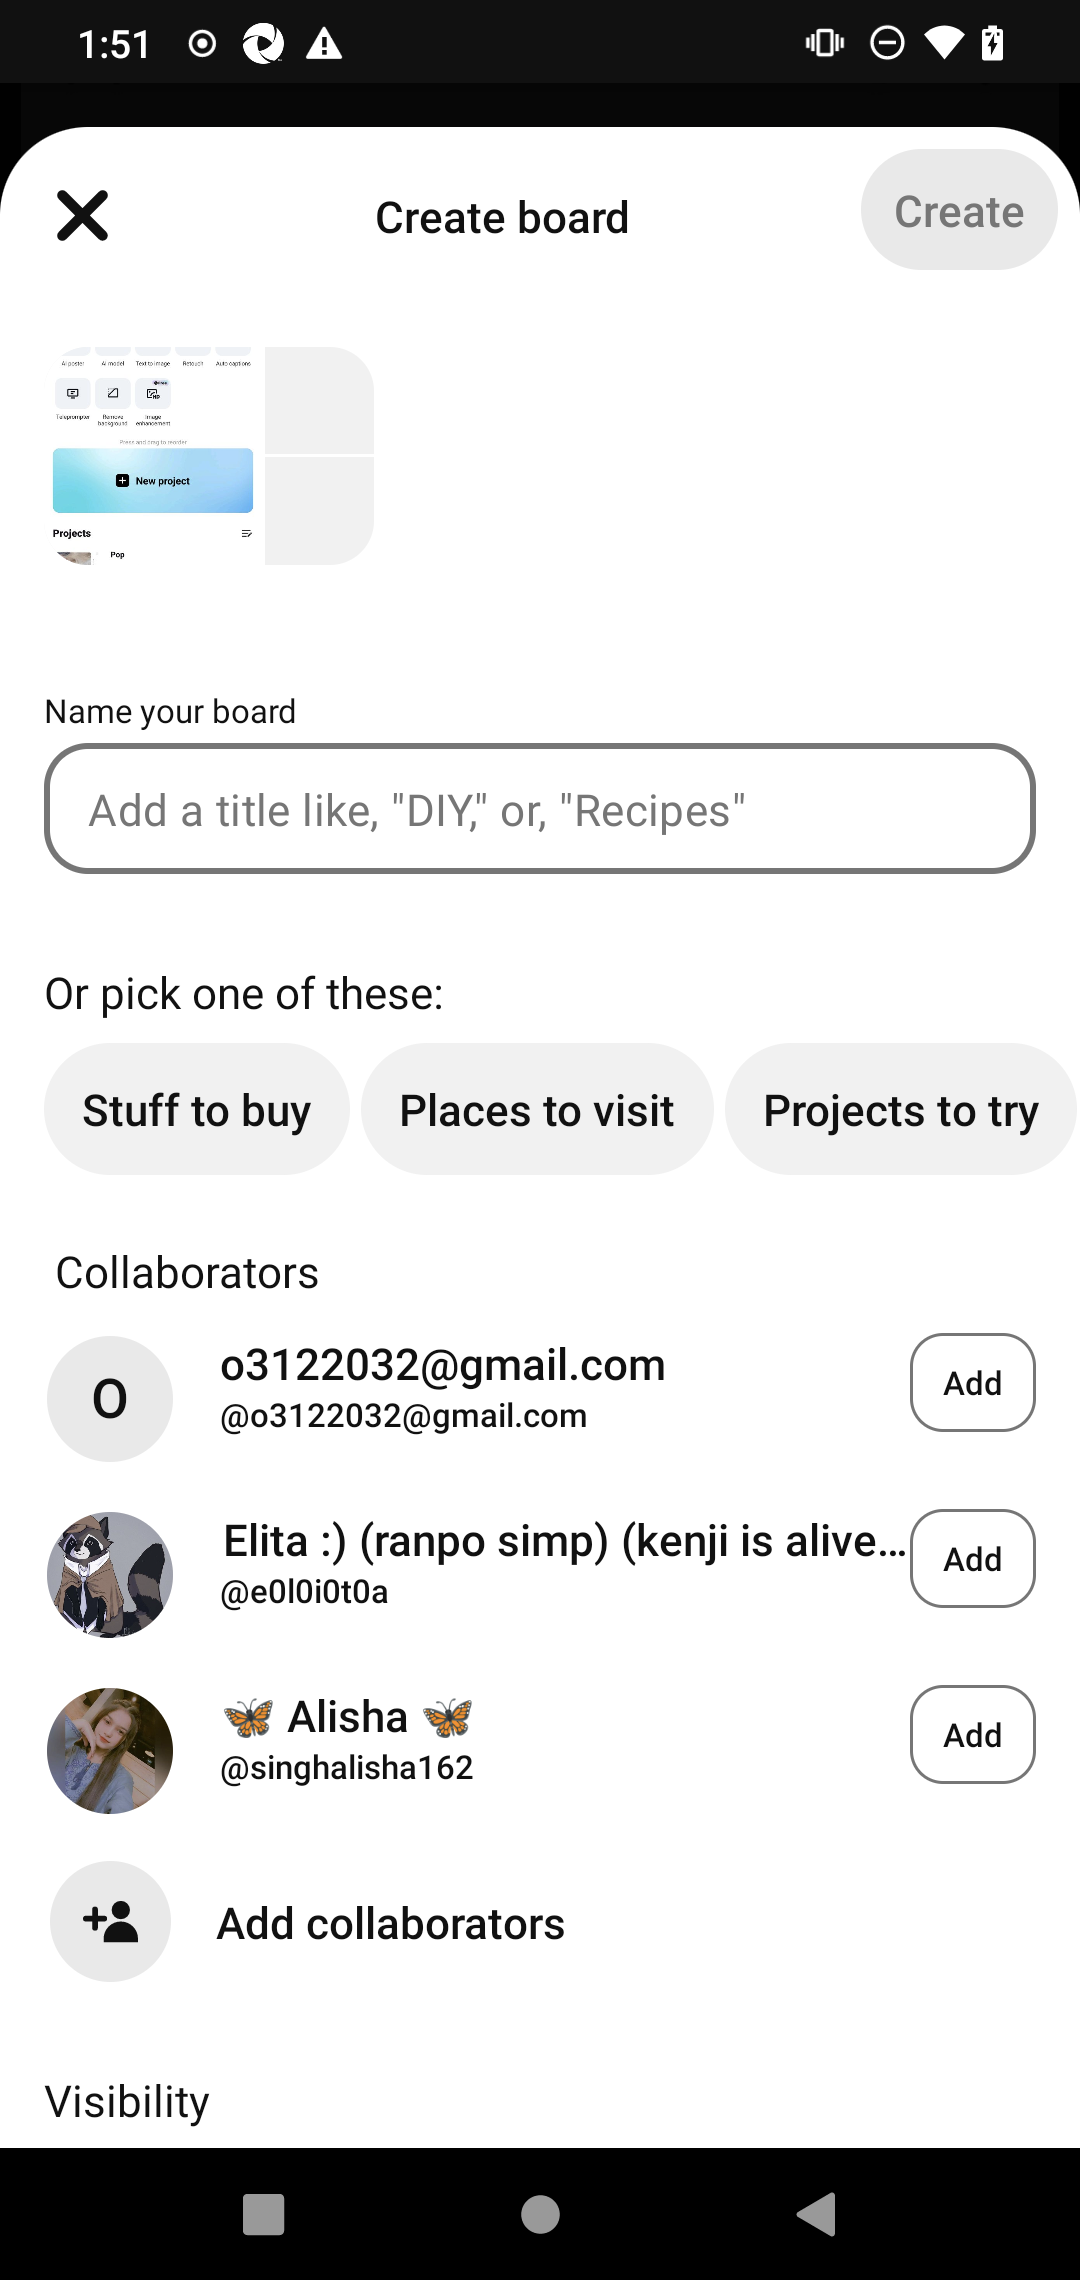 1:51
Create board
Create
AI poster AI model Text to image Retouch Auto captions
Teleprompter Remove background Image enhancement
Press and drag to reorder
New project
Projects
Pop
Name your board
Add a title like, "DIY," or, "Recipes"
Or pick one of these:
Stuff to buy Places to visit Projects to try
Collaborators
O
o3122032@gmail.com
@o3122032@gmail.com
Add
Elita :) (ranpo simp) (kenji is alive...
@e0l0i0t0a
Add
🦋 Alisha 🦋
@singhalisha162
Add
Add collaborators
Visibility